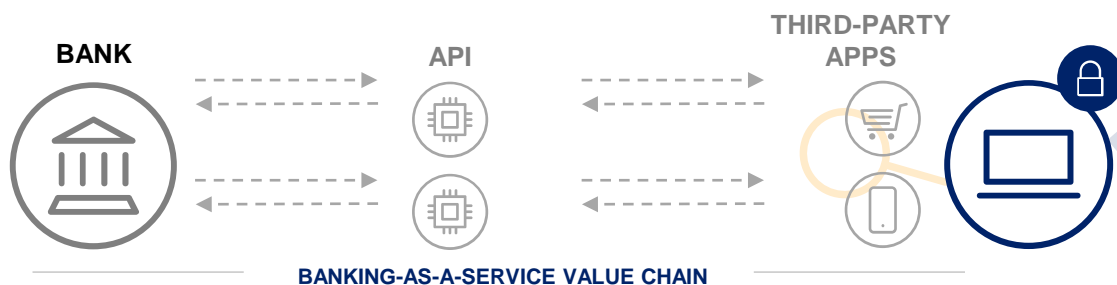 BANK
API
THIRD-PARTY
APPS
BANKING-AS-A-SERVICE VALUE CHAIN